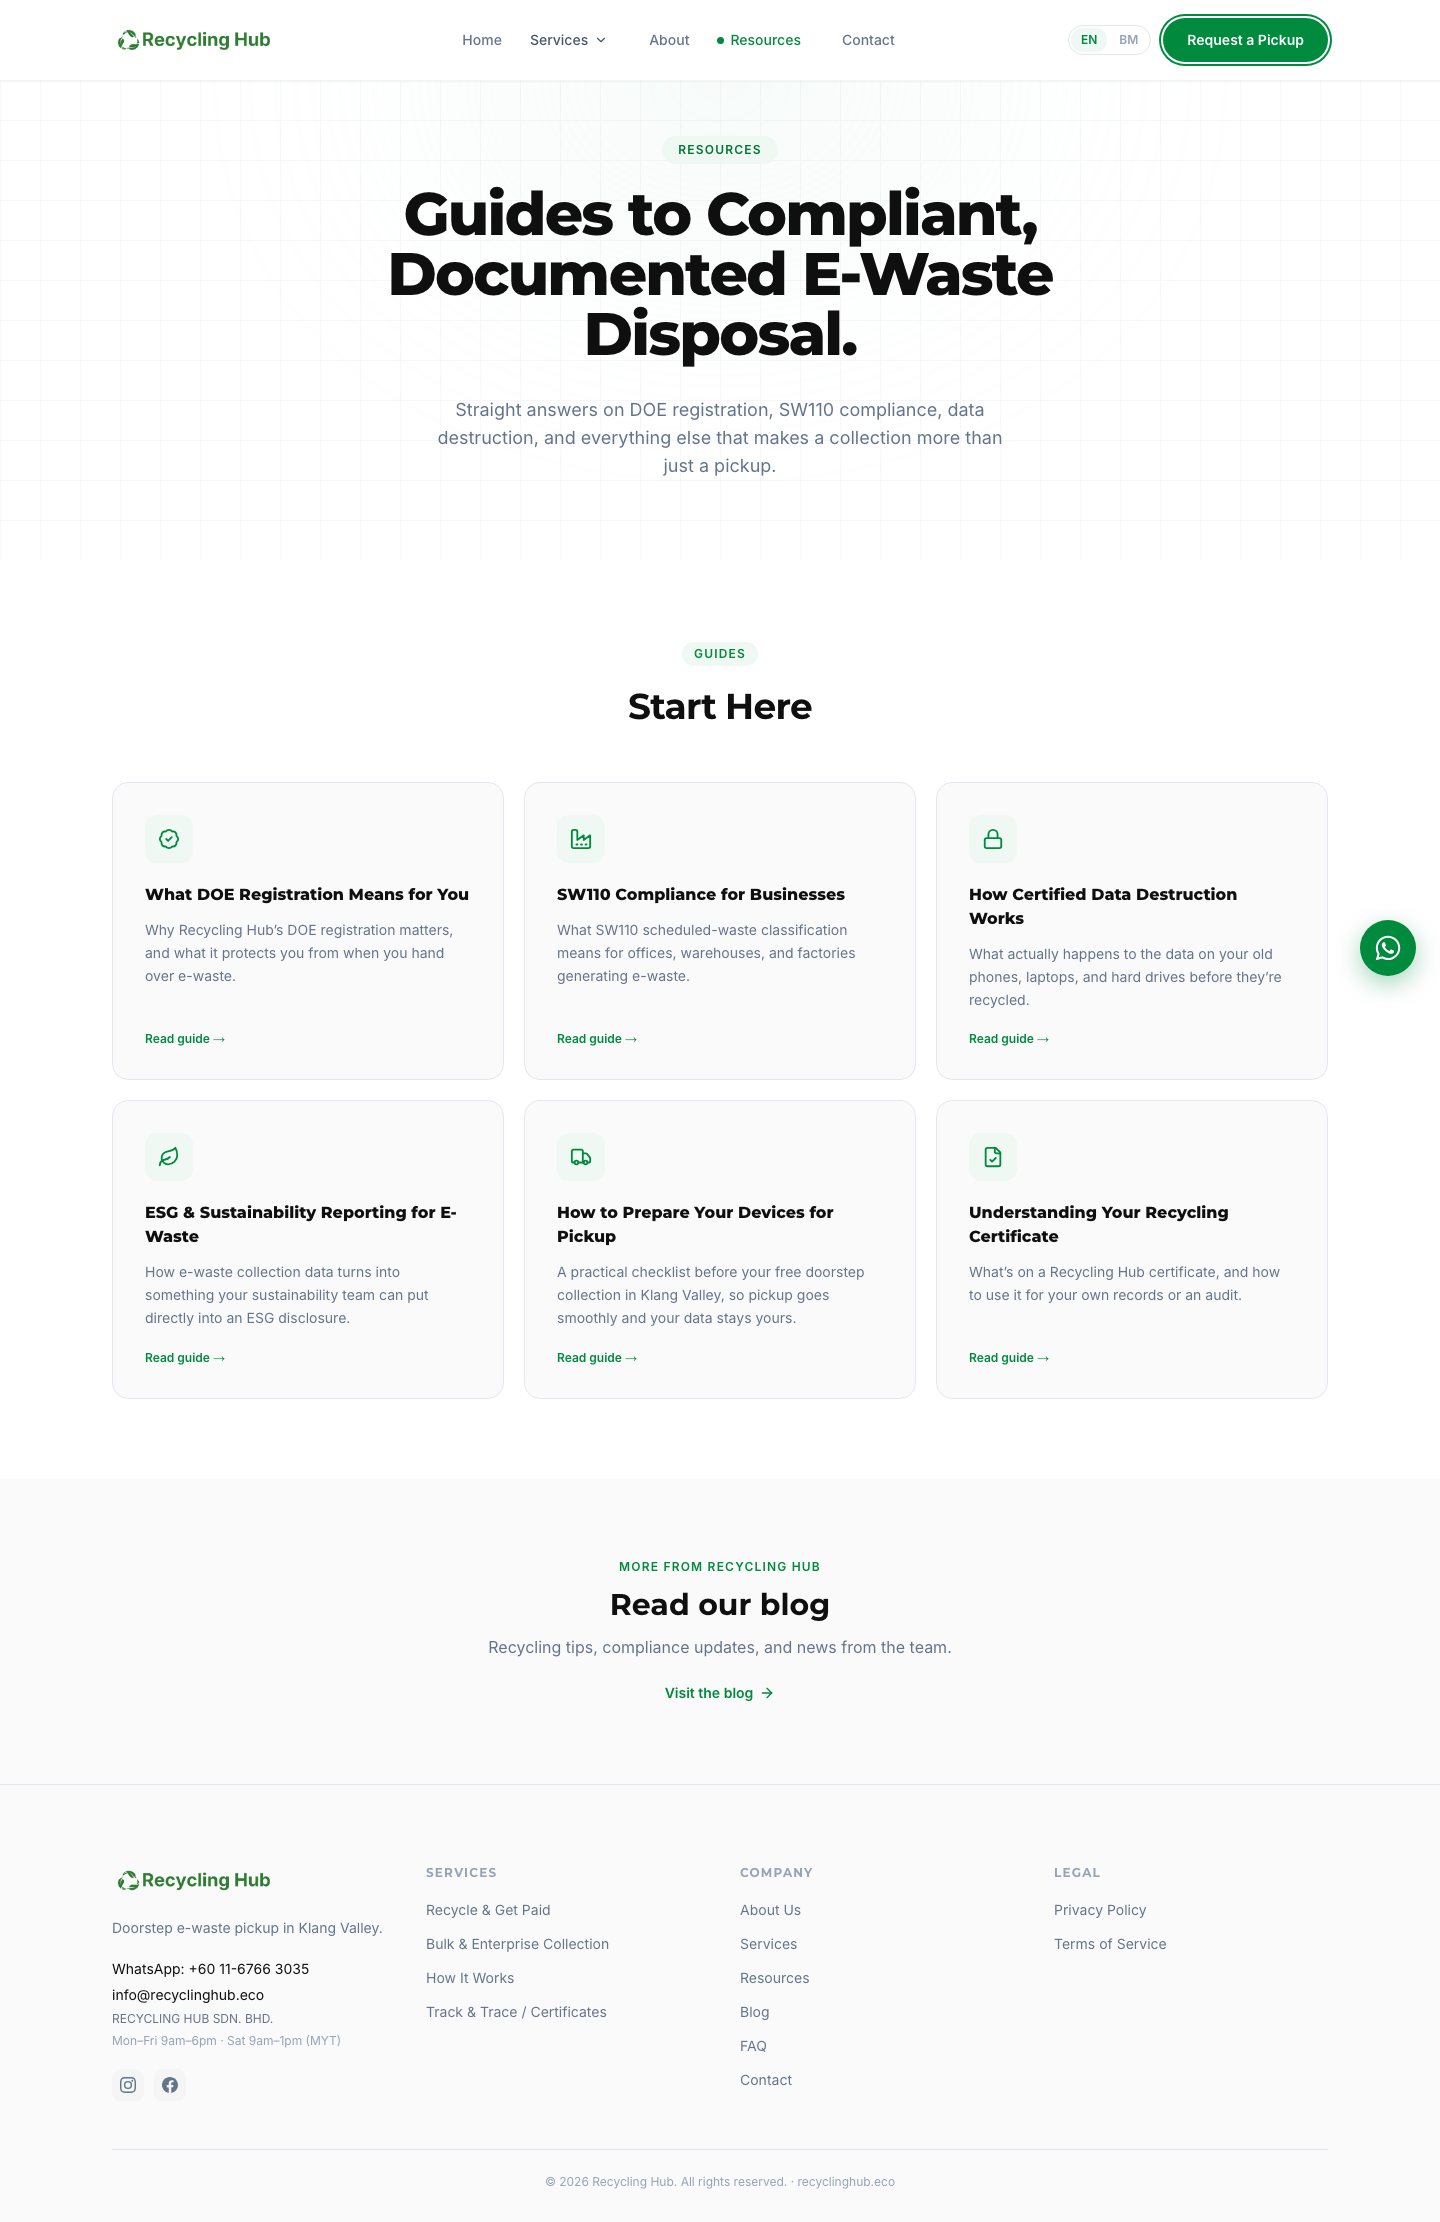 Recycling Hub
Home
Services
About
Resources
Contact
EN
BM
Request a Pickup
RESOURCES
Guides to Compliant,
Documented E-Waste
Disposal.
Straight answers on DOE registration, SW110 compliance, data
destruction, and everything else that makes a collection more than
just a pickup.
GUIDES
Start Here
What DOE Registration Means for You
Why Recycling Hub’s DOE registration matters,
and what it protects you from when you hand
over e-waste.
Read guide →
SW110 Compliance for Businesses
What SW110 scheduled-waste classification
means for offices, warehouses, and factories
generating e-waste.
Read guide →
How Certified Data Destruction
Works
What actually happens to the data on your old
phones, laptops, and hard drives before they’re
recycled.
Read guide →
ESG & Sustainability Reporting for E-
Waste
How e-waste collection data turns into
something your sustainability team can put
directly into an ESG disclosure.
Read guide →
How to Prepare Your Devices for
Pickup
A practical checklist before your free doorstep
collection in Klang Valley, so pickup goes
smoothly and your data stays yours.
Read guide →
Understanding Your Recycling
Certificate
What’s on a Recycling Hub certificate, and how
to use it for your own records or an audit.
Read guide →
MORE FROM RECYCLING HUB
Read our blog
Recycling tips, compliance updates, and news from the team.
Visit the blog →
Recycling Hub
Doorstep e-waste pickup in Klang Valley.
WhatsApp: +60 11-6766 3035
info@recyclinghub.eco
RECYCLING HUB SDN. BHD.
Mon–Fri 9am–6pm · Sat 9am–1pm (MYT)
SERVICES
Recycle & Get Paid
Bulk & Enterprise Collection
How It Works
Track & Trace / Certificates
COMPANY
About Us
Services
Resources
Blog
FAQ
Contact
LEGAL
Privacy Policy
Terms of Service
© 2026 Recycling Hub. All rights reserved. · recyclinghub.eco